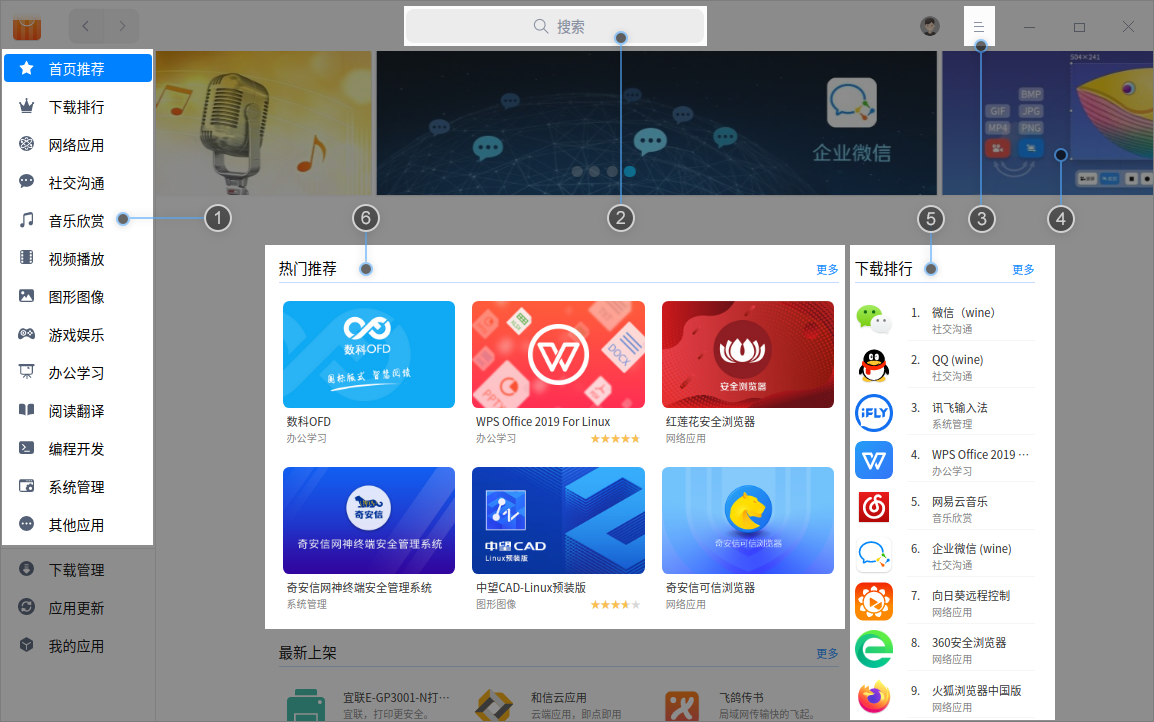 搜索
首页推荐
下载排行
网络应用
社交沟通
音乐欣赏
视频播放
图形图像
游戏娱乐
办公学习
阅读翻译
编程开发
系统管理
其他应用
下载管理
应用更新
我的应用
企业微信
504×241
BMP
GIF
JPG
MP4
PNG
1
6
2
5
3
4
热门推荐
更多
数科OFD
国标版式 智慧阅读
数科OFD
办公学习
XLS
DOCX
PPTX
WPS Office 2019 For Linux
办公学习
安全浏览器
红莲花安全浏览器
网络应用
奇安信
奇安信网神终端安全管理系统
奇安信网神终端安全管理系统
系统管理
中望CAD
Linux预装版
中望CAD-Linux预装版
图形图像
奇安信可信浏览器
奇安信可信浏览器
网络应用
下载排行
更多
1. 微信（wine）
社交沟通
2. QQ (wine)
社交沟通
iFLY
3. 讯飞输入法
系统管理
4. WPS Office 2019 ···
办公学习
5. 网易云音乐
音乐欣赏
6. 企业微信 (wine)
社交沟通
7. 向日葵远程控制
网络应用
8. 360安全浏览器
网络应用
9. 火狐浏览器中国版
网络应用
最新上架
更多
宜联E-GP3001-N打···
宜联，打印更安全。
和信云应用
云端应用，即点即用
飞鸽传书
局域网传输快的飞起。